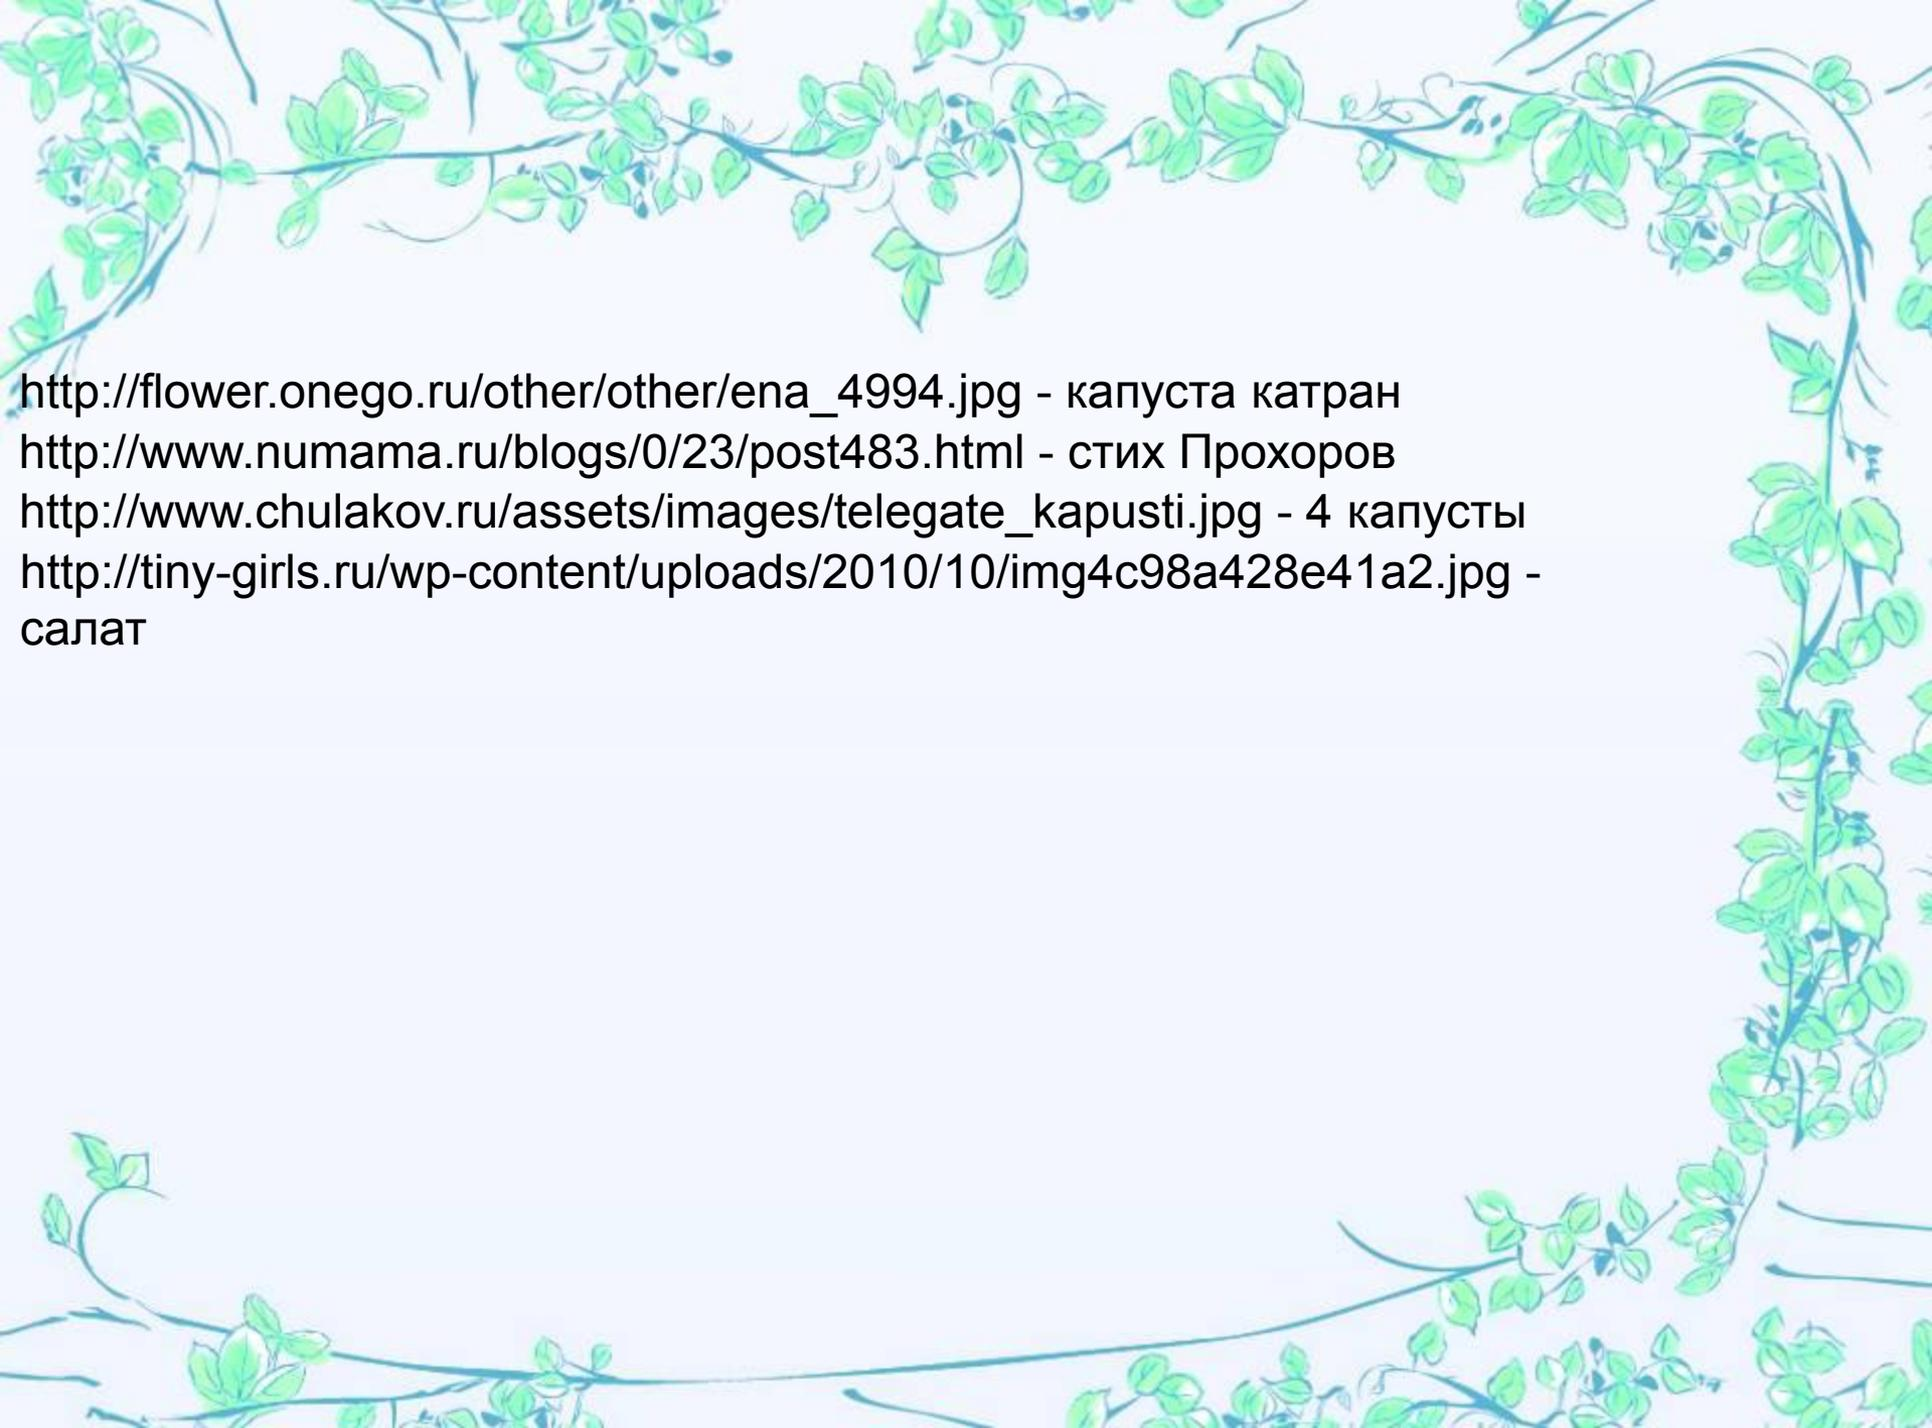 http://flower.onego.ru/other/other/ena_4994.jpg - капуста катран
http://www.numama.ru/blogs/0/23/post483.html - стих Прохоров
http://www.chulakov.ru/assets/images/telegate_kapusti.jpg - 4 капусты
http://tiny-girls.ru/wp-content/uploads/2010/10/img4c98a428e41a2.jpg -
салат